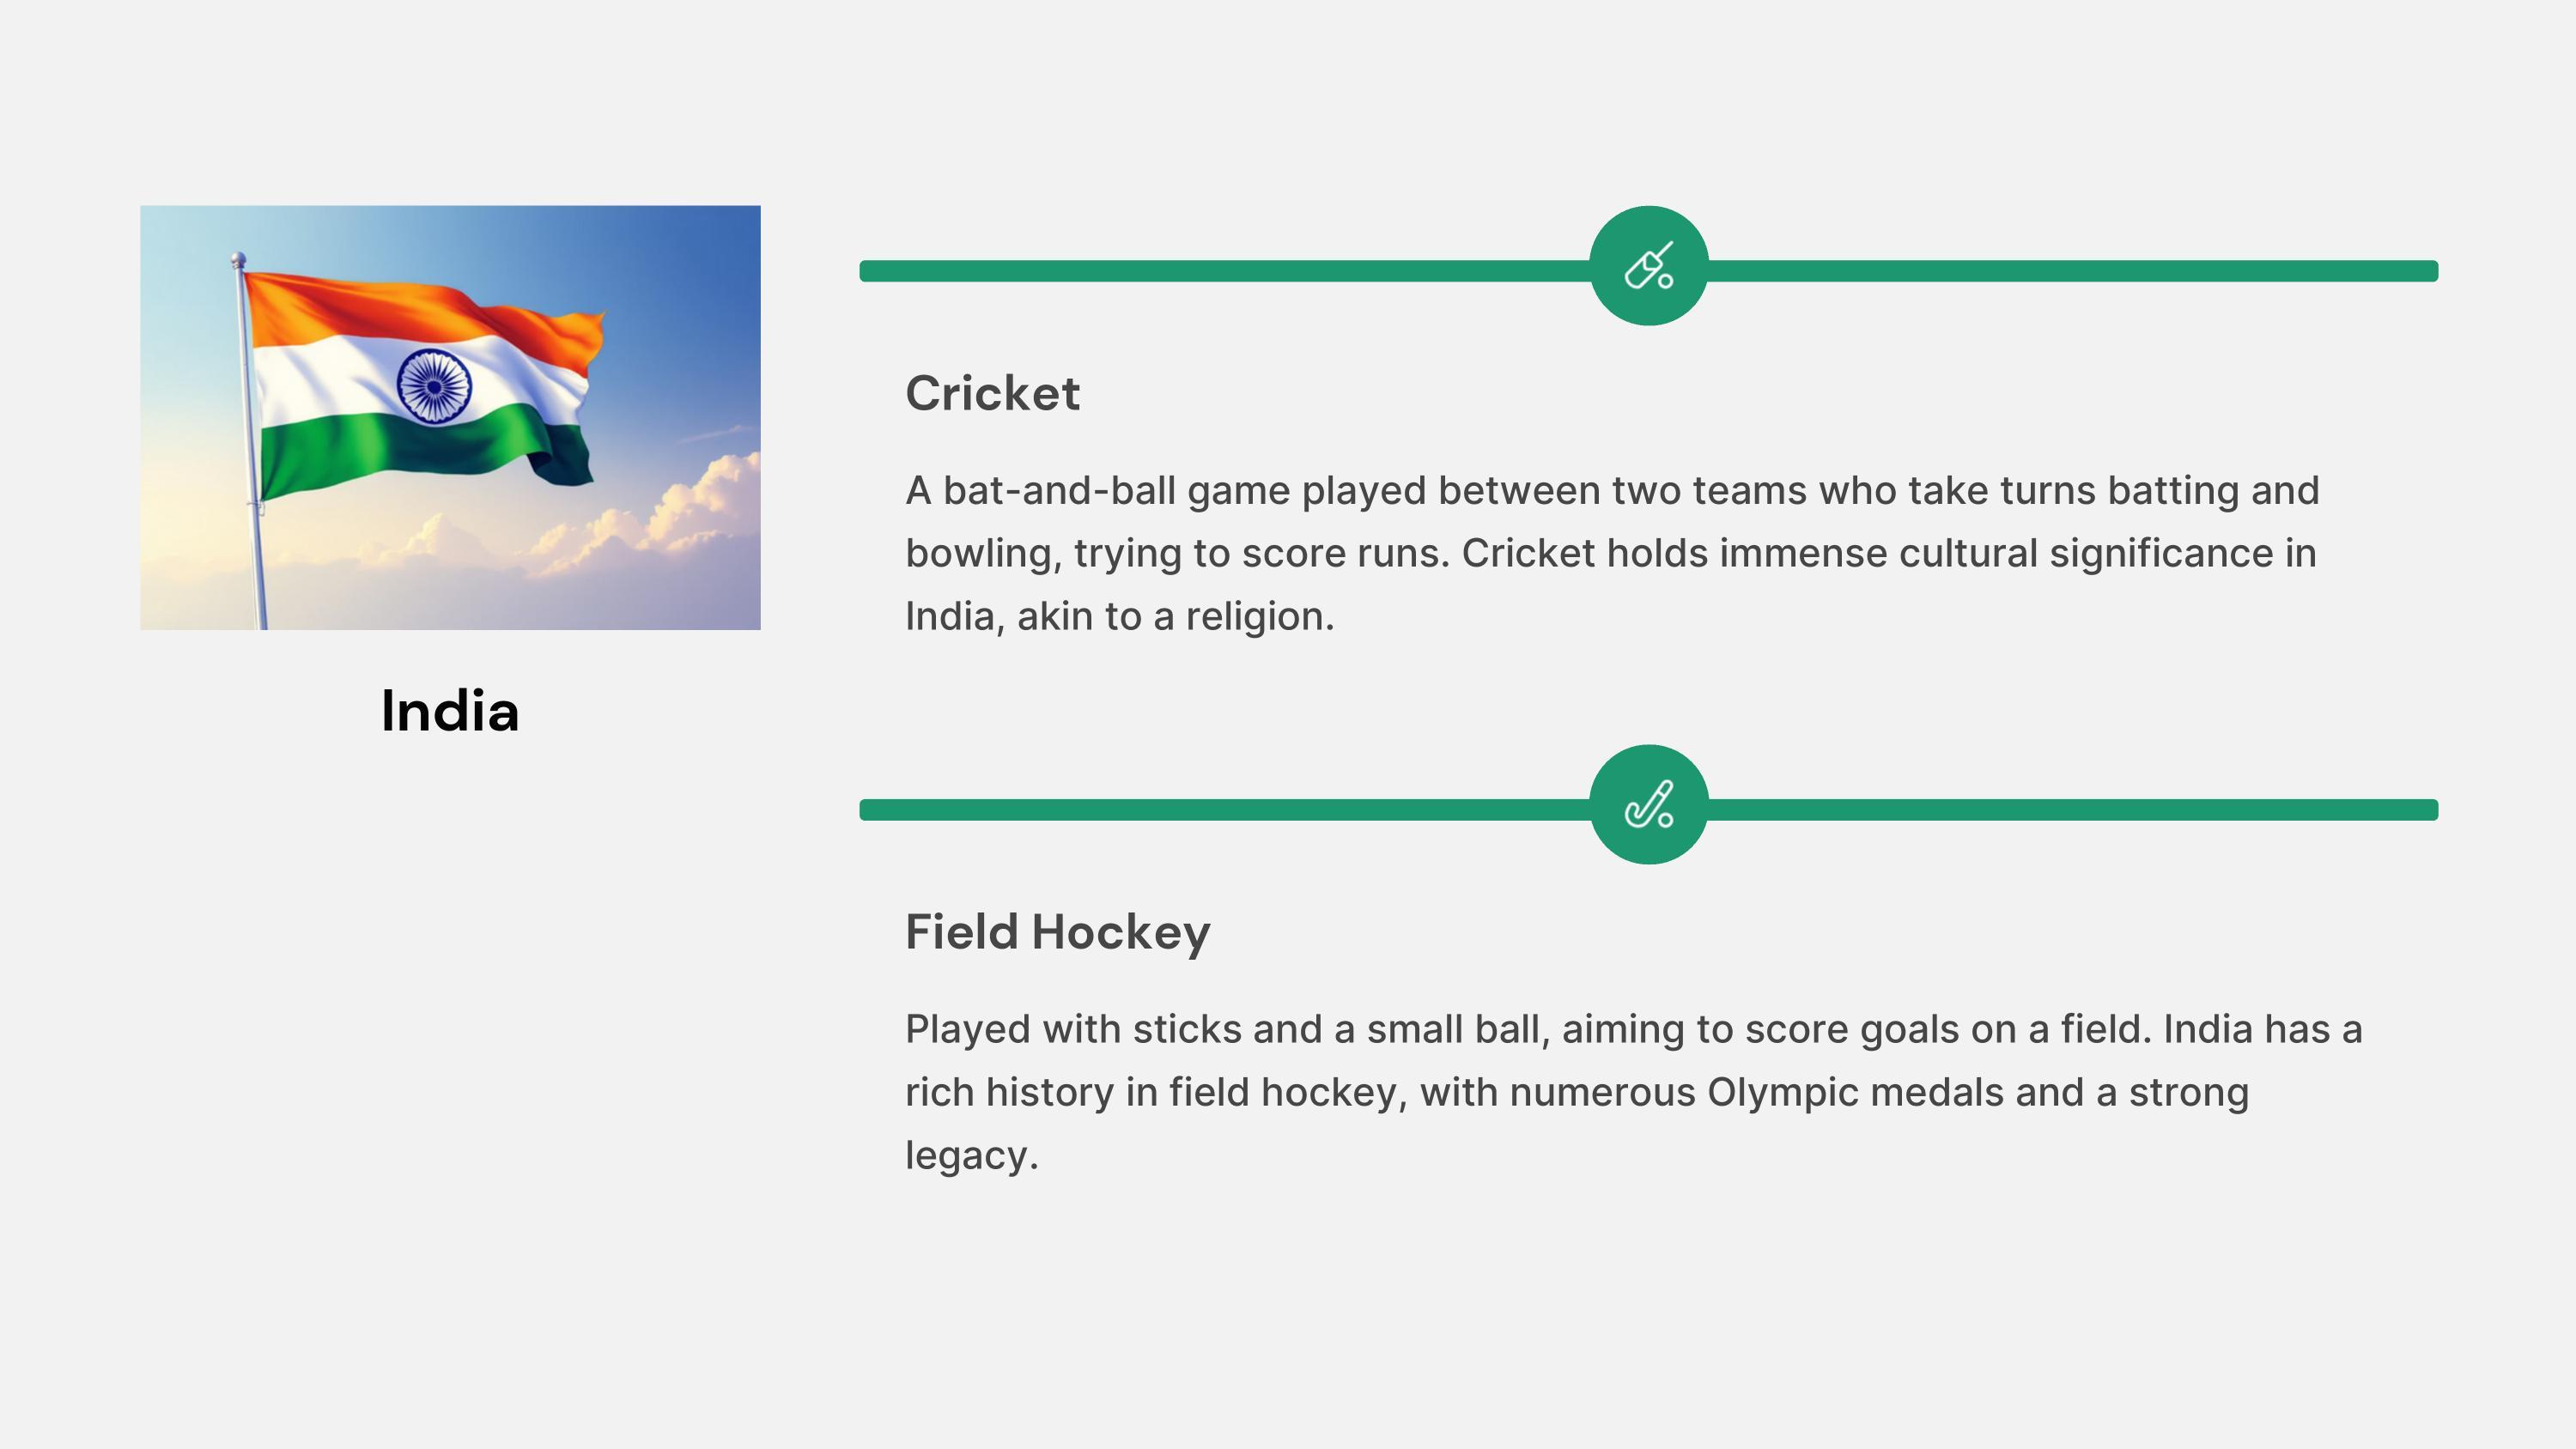 India
Cricket
A bat-and-ball game played between two teams who take turns batting and
bowling, trying to score runs. Cricket holds immense cultural significance in
India, akin to a religion.
Field Hockey
Played with sticks and a small ball, aiming to score goals on a field. India has a
rich history in field hockey, with numerous Olympic medals and a strong
legacy.